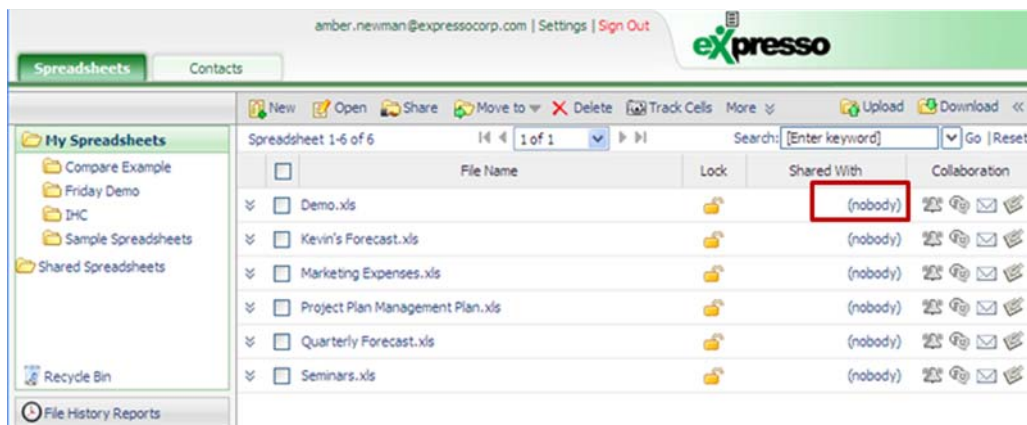 amber.newman@expressocorp.com | Settings | Sign Out
eXpresso
Spreadsheets Contacts
New Open Share Move to Delete Track Cells More Upload Download «
My Spreadsheets
Compare Example
Friday Demo
IHC
Sample Spreadsheets
Shared Spreadsheets
Recycle Bin
File History Reports
Spreadsheet 1-6 of 6 1 of 1 Search: [Enter keyword] Go | Reset
File Name Lock Shared With Collaboration
Demo.xls (nobody)
Kevin's Forecast.xls (nobody)
Marketing Expenses.xls (nobody)
Project Plan Management Plan.xls (nobody)
Quarterly Forecast.xls (nobody)
Seminars.xls (nobody)